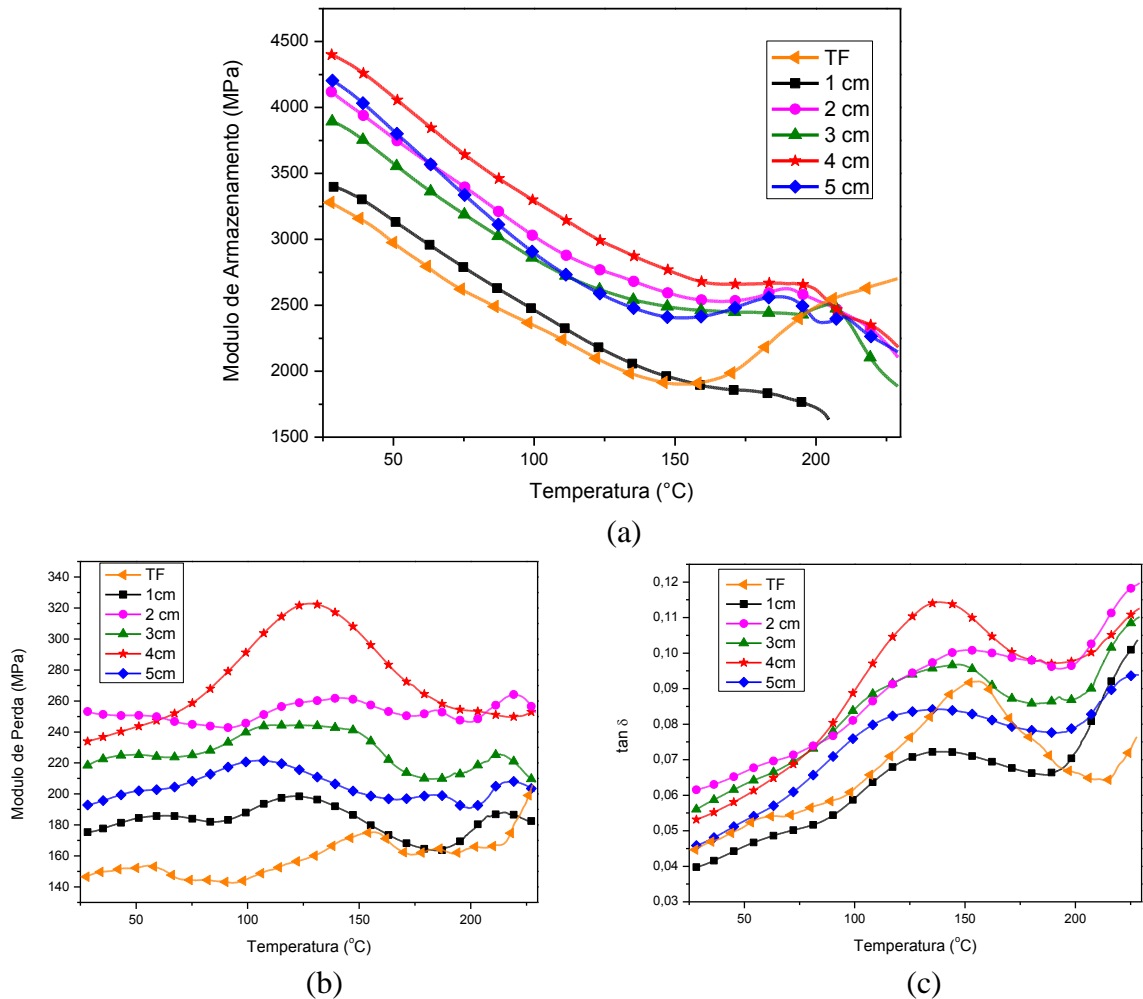 4500
4000
3500
3000
2500
2000
1500
Modulo de Armazenamento (MPa)
TF
1 cm
2 cm
3 cm
4 cm
5 cm
50
100
150
200
Temperatura (°C)
(a)
340
320
300
280
260
240
220
200
180
160
140
Modulo de Perda (MPa)
TF
1cm
2 cm
3cm
4cm
5cm
50
100
150
200
Temperatura (°C)
(b)
0,12
0,11
0,10
0,09
0,08
0,07
0,06
0,05
0,04
0,03
tan δ
TF
1cm
2 cm
3cm
4cm
5cm
50
100
150
200
Temperatura (°C)
(c)